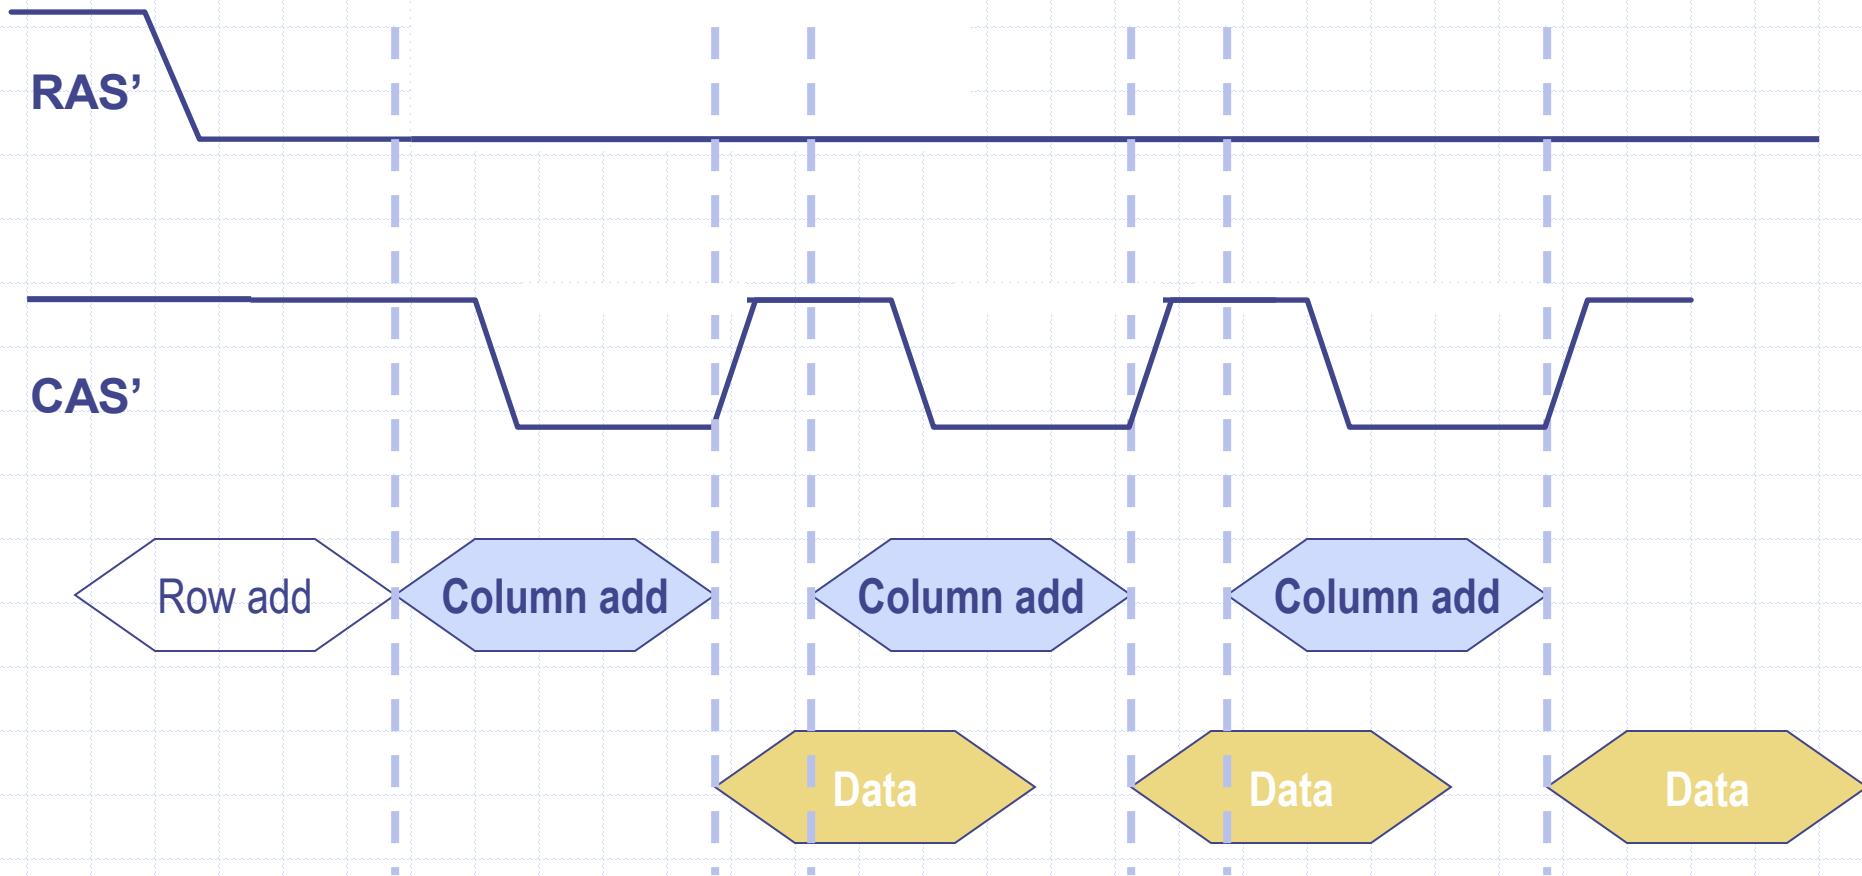 RAS’
CAS’
Row add
Column add
Column add
Column add
Data
Data
Data